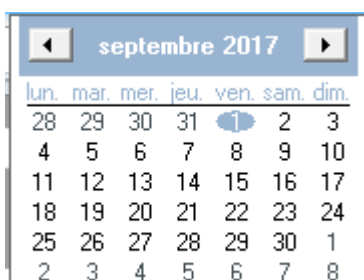 septembre 2017
lun. mar. mer. jeu. ven. sam. dim.
28 29 30 31 1 2 3
4 5 6 7 8 9 10
11 12 13 14 15 16 17
18 19 20 21 22 23 24
25 26 27 28 29 30 1
2 3 4 5 6 7 8